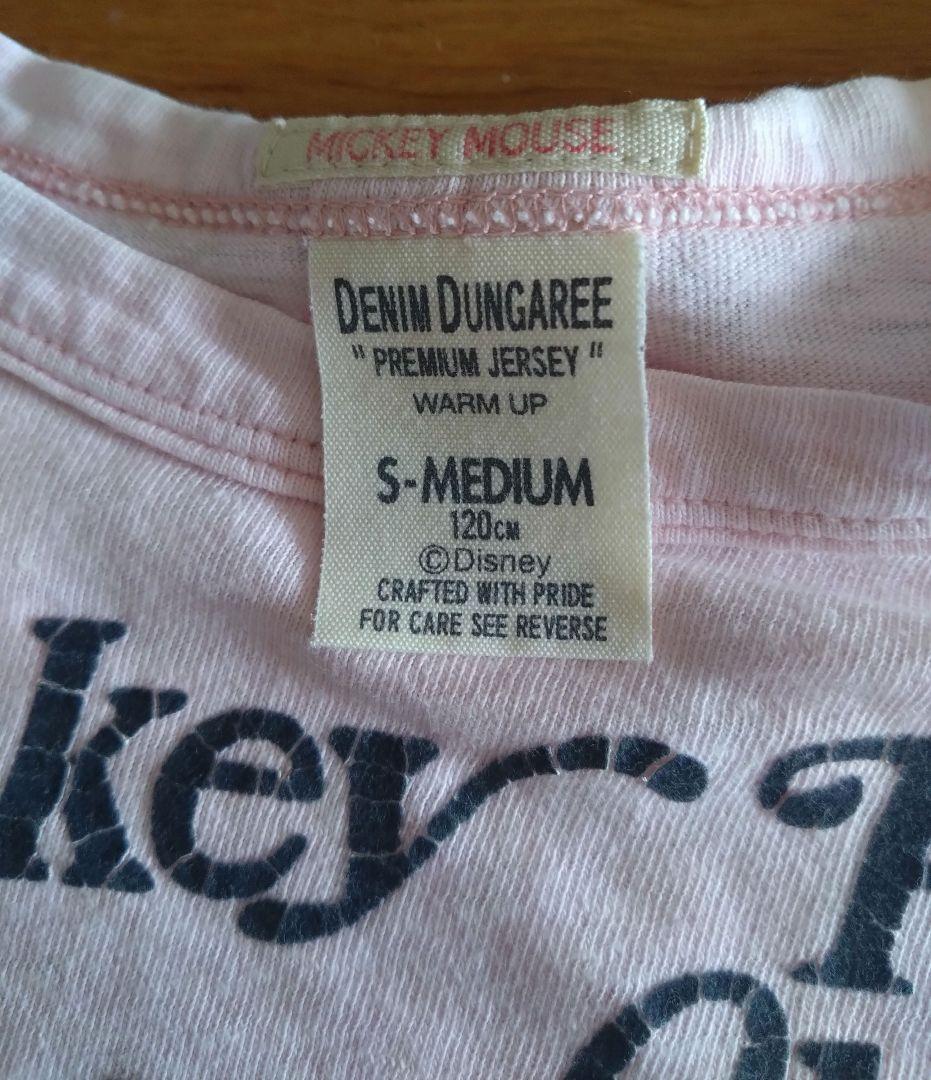 MICKEY MOUSE
DENIM DUNGAREE
" PREMIUM JERSEY "
WARM UP
S-MEDIUM
120CM
©Disney
CRAFTED WITH PRIDE
FOR CARE SEE REVERSE
key